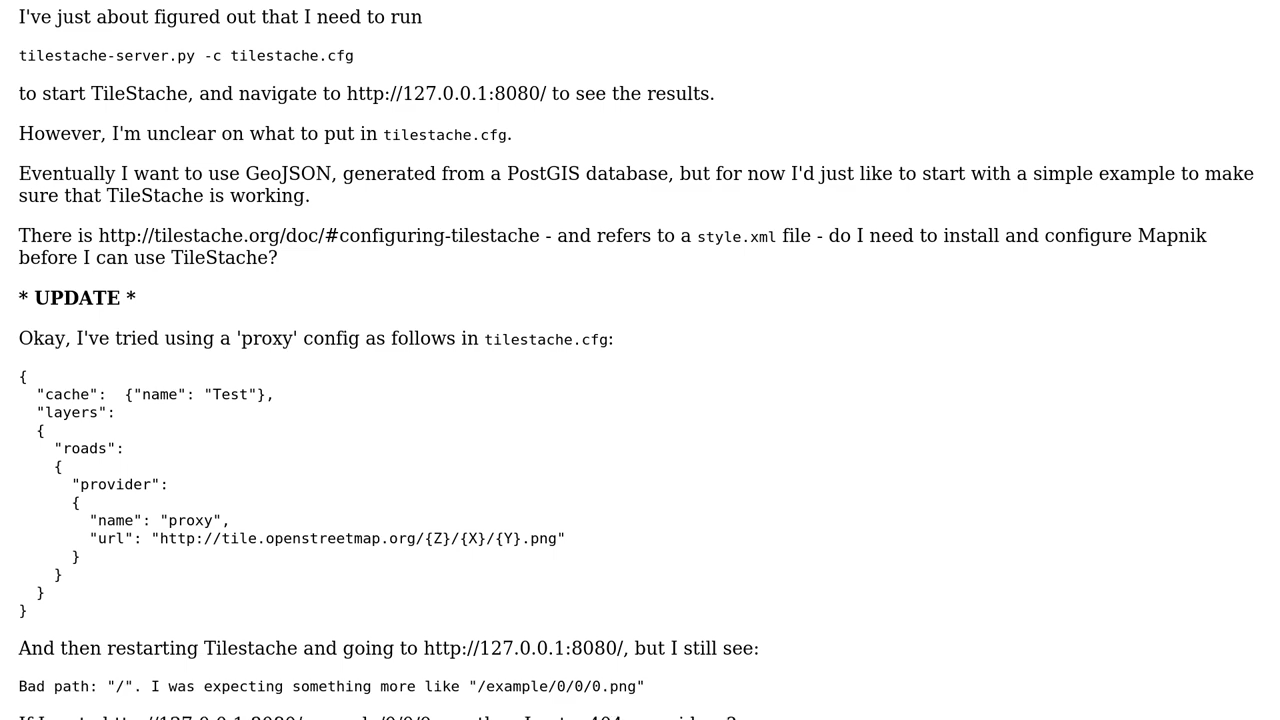 I've just about figured out that I need to run
tilestache-server.py -c tilestache.cfg
to start TileStache, and navigate to http://127.0.0.1:8080/ to see the results.
However, I'm unclear on what to put in tilestache.cfg.
Eventually I want to use GeoJSON, generated from a PostGIS database, but for now I'd just like to start with a simple example to make
sure that TileStache is working.
There is http://tilestache.org/doc/#configuring-tilestache - and refers to a style.xml file - do I need to install and configure Mapnik
before I can use TileStache?
* UPDATE *
Okay, I've tried using a 'proxy' config as follows in tilestache.cfg:
{
  "cache":  {"name": "Test"},
  "layers":
  {
    "roads":
    {
      "provider":
      {
        "name": "proxy",
        "url": "http://tile.openstreetmap.org/{Z}/{X}/{Y}.png"
      }
    }
  }
}
And then restarting Tilestache and going to http://127.0.0.1:8080/, but I still see:
Bad path: "/". I was expecting something more like "/example/0/0/0.png"